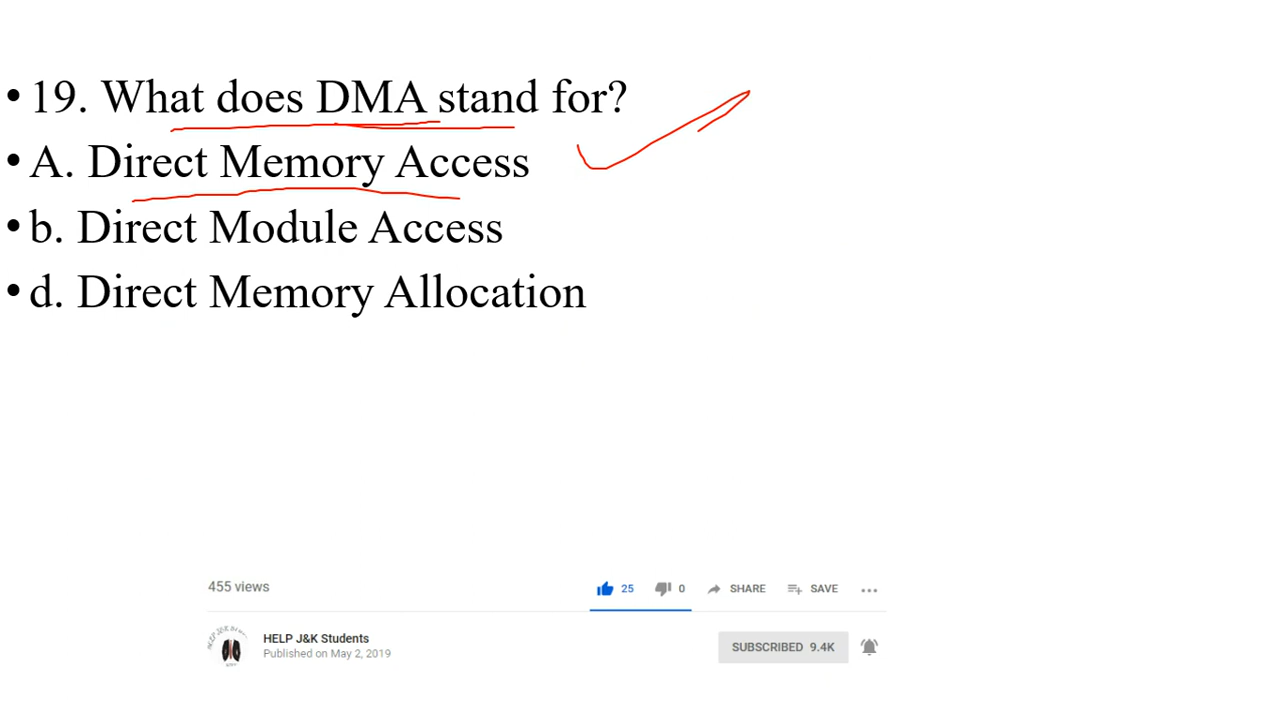 • 19. What does DMA stand for?
• A. Direct Memory Access
• b. Direct Module Access
• d. Direct Memory Allocation
455 views 25 0 SHARE SAVE ...
HELP J&K Students
Published on May 2, 2019
SUBSCRIBED 9.4K